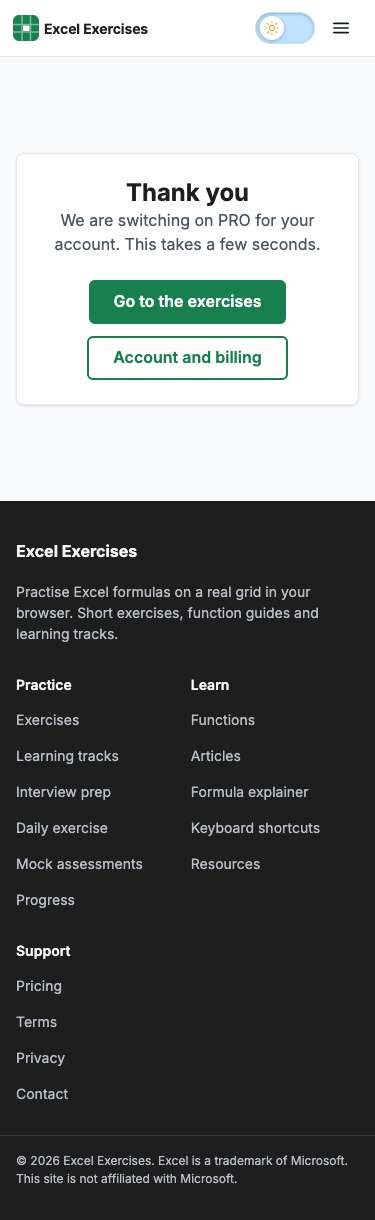 Excel Exercises
Thank you
We are switching on PRO for your
account. This takes a few seconds.
Go to the exercises
Account and billing
Excel Exercises
Practise Excel formulas on a real grid in your
browser. Short exercises, function guides and
learning tracks.
Practice
Exercises
Learning tracks
Interview prep
Daily exercise
Mock assessments
Progress
Learn
Functions
Articles
Formula explainer
Keyboard shortcuts
Resources
Support
Pricing
Terms
Privacy
Contact
© 2026 Excel Exercises. Excel is a trademark of Microsoft.
This site is not affiliated with Microsoft.